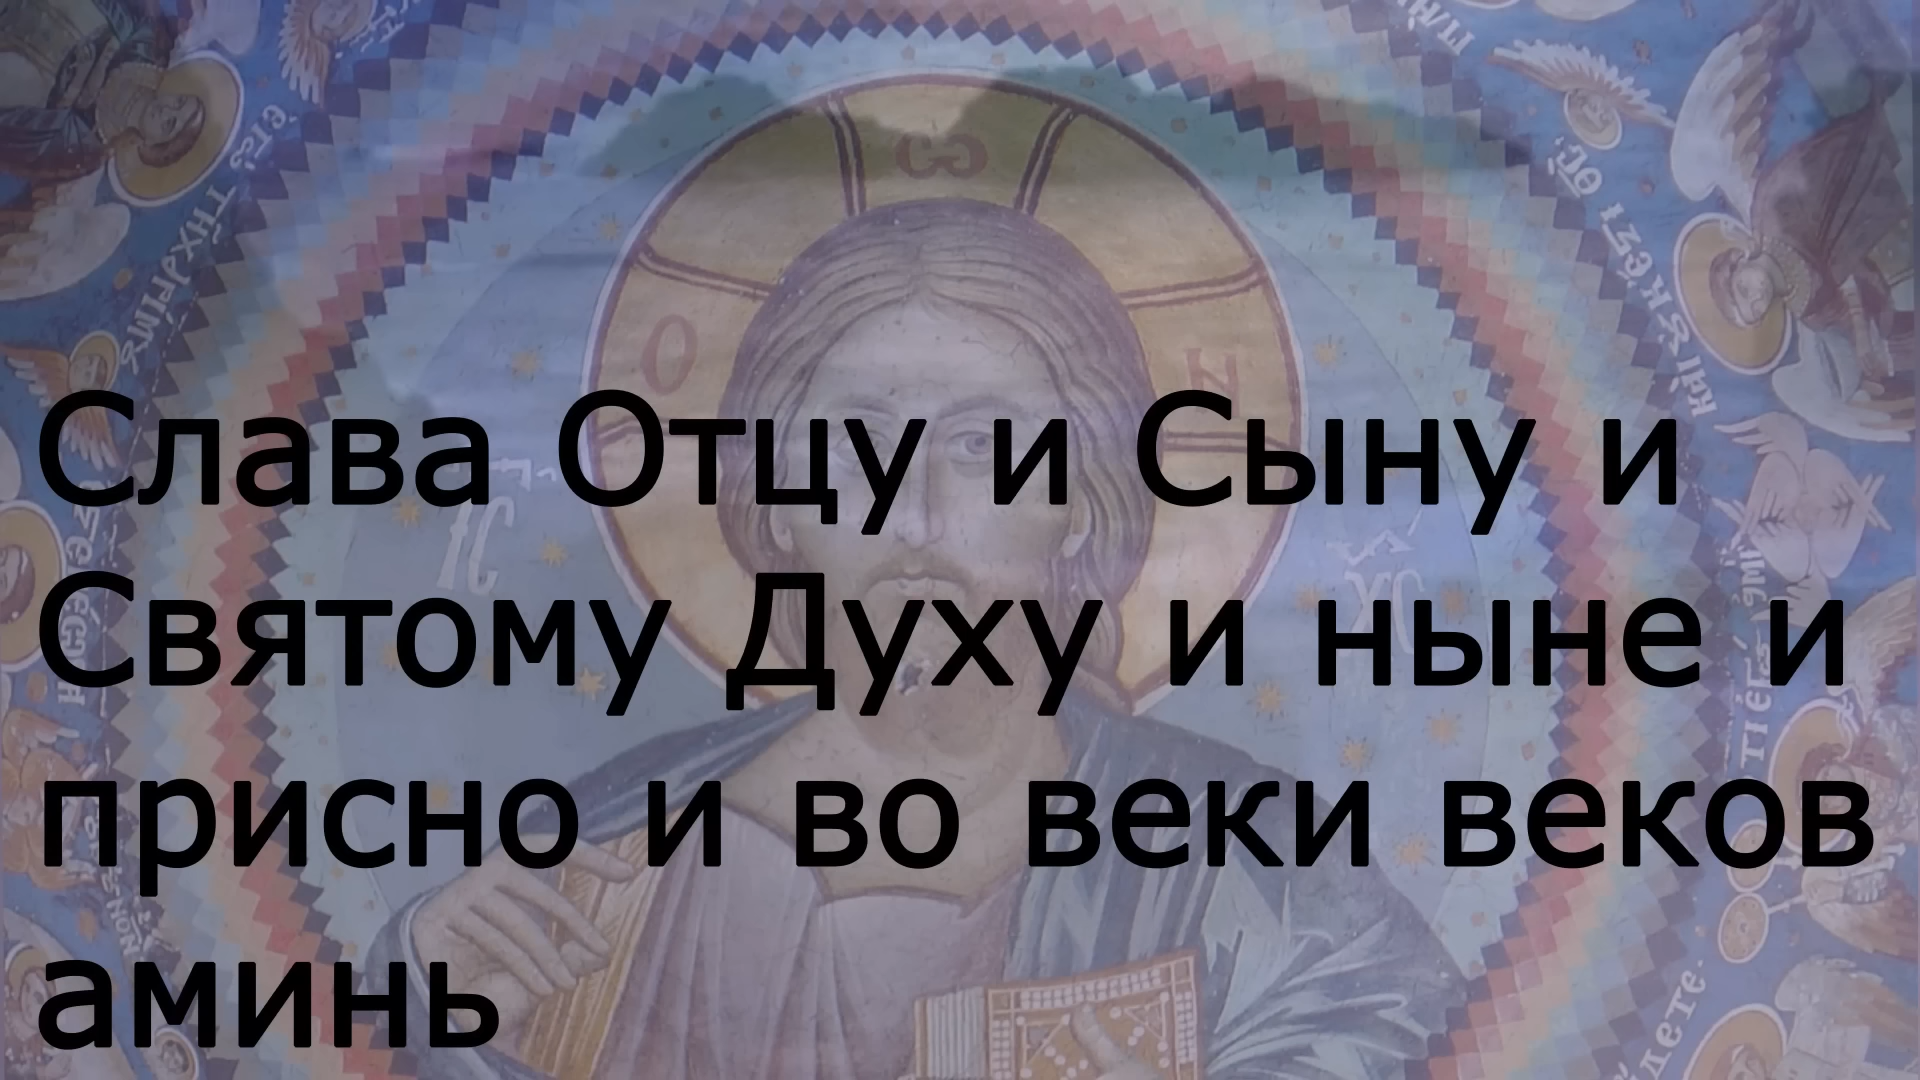 Слава Отцу и Сыну и
Святому Духу и ныне и
присно и во веки веков
аминь